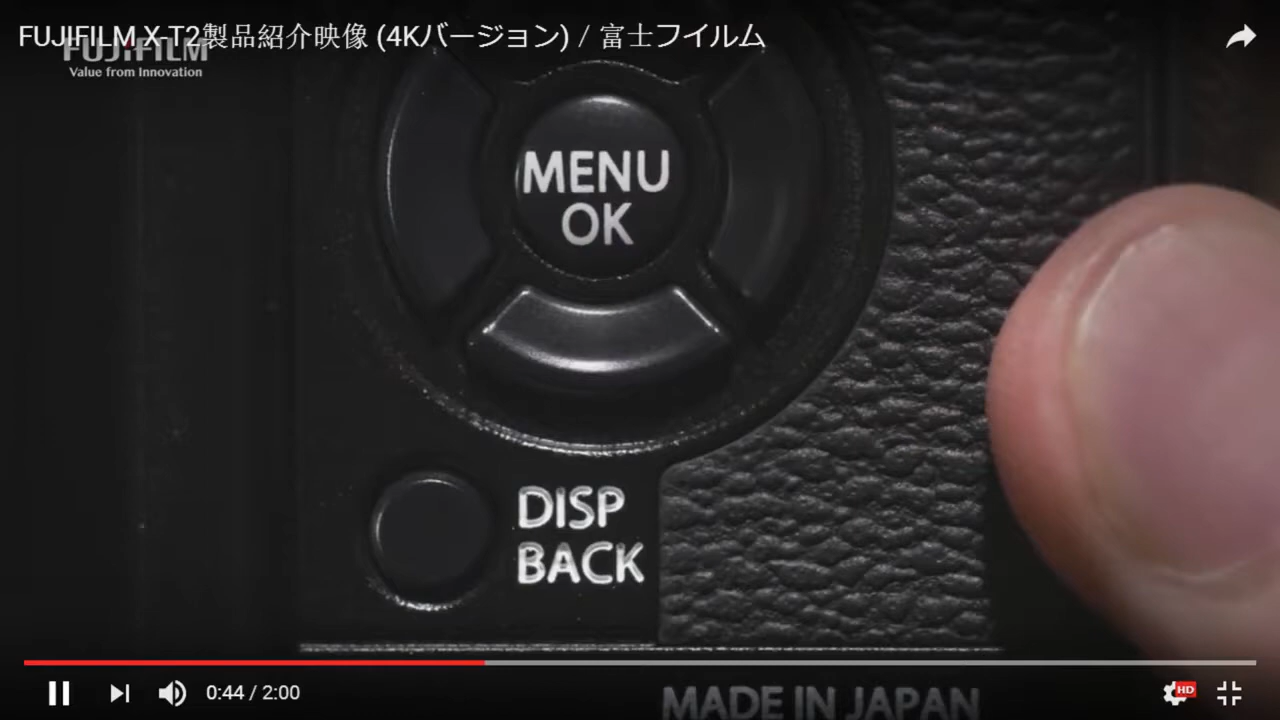 FUJIFILM X-T2製品紹介映像 (4Kバージョン) / 富士フイルム
FUJIFILM
Value from Innovation
MENU
OK
DISP
BACK
0:44 / 2:00
HD
MADE IN JAPAN